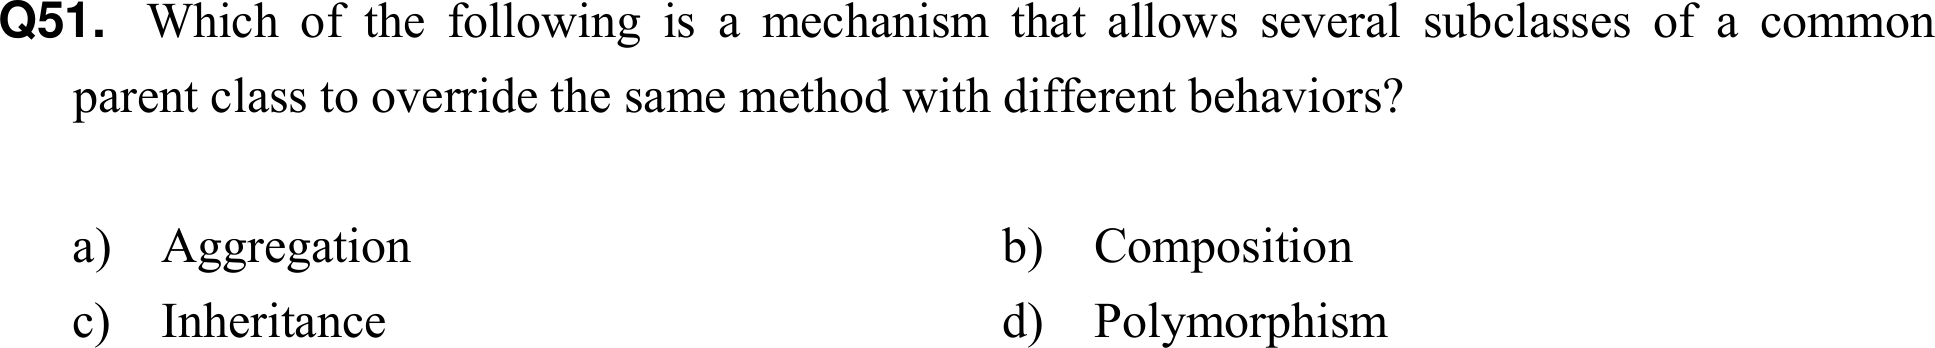 Q51. Which of the following is a mechanism that allows several subclasses of a common
parent class to override the same method with different behaviors?
a) Aggregation b) Composition
c) Inheritance d) Polymorphism